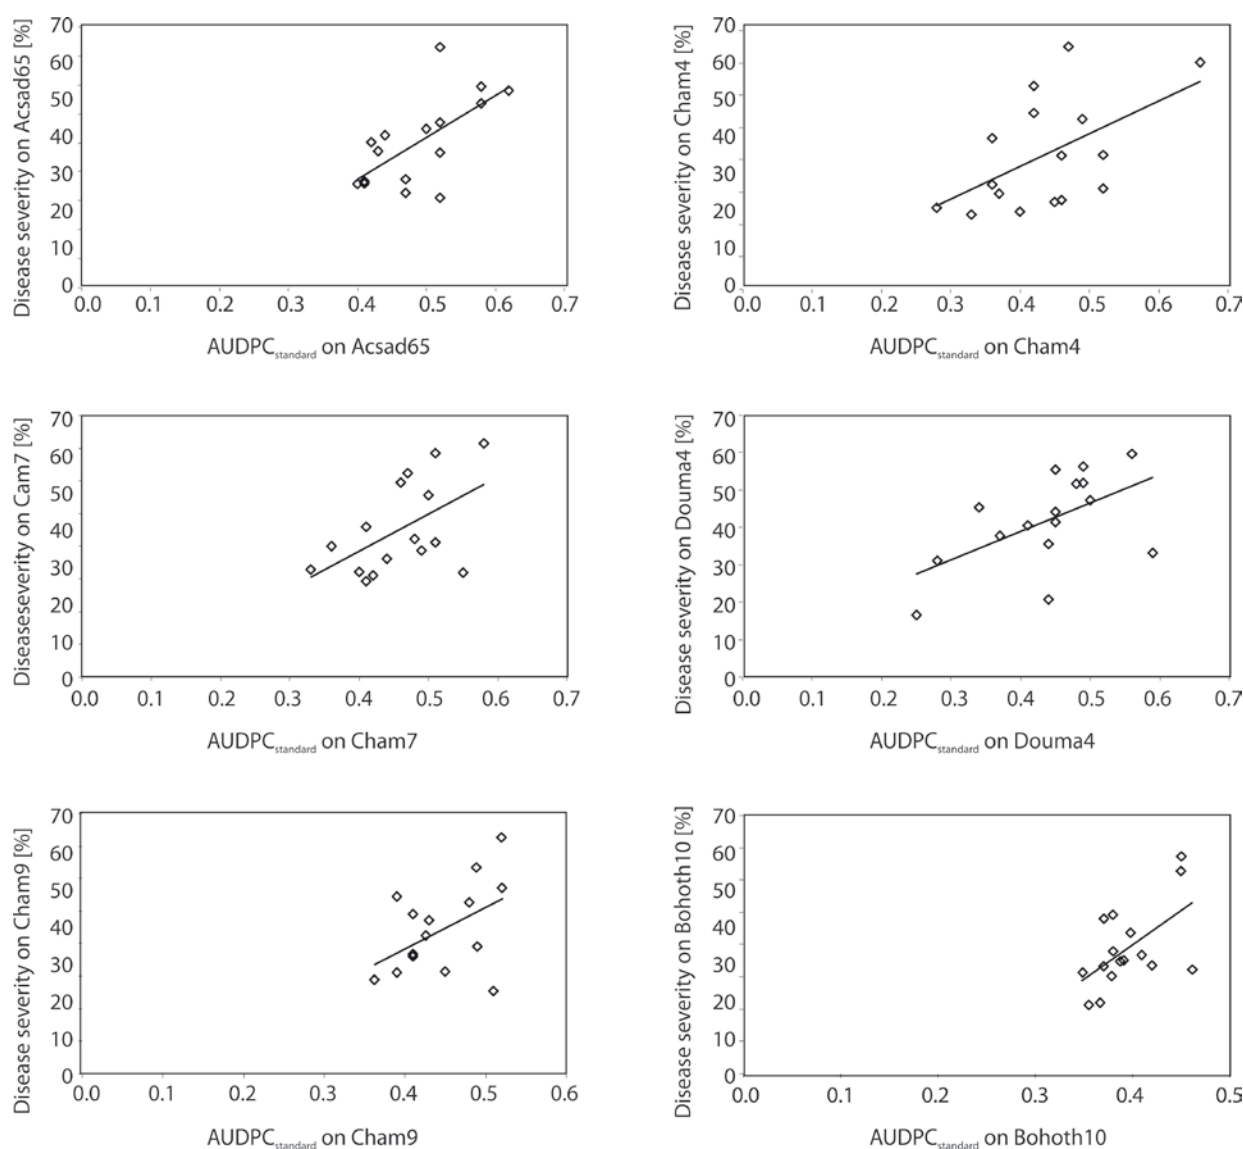 Disease severity on Acsad65 [%]
70
60
50
40
30
20
10
0
0.0 0.1 0.2 0.3 0.4 0.5 0.6 0.7
AUDPCstandard on Acsad65
Disease severity on Cham4 [%]
70
60
50
40
30
20
10
0
0.0 0.1 0.2 0.3 0.4 0.5 0.6 0.7
AUDPCstandard on Cham4
Diseaseseverity on Cam7 [%]
70
60
50
40
30
20
10
0
0.0 0.1 0.2 0.3 0.4 0.5 0.6 0.7
AUDPCstandard on Cham7
Disease severity on Douma4 [%]
70
60
50
40
30
20
10
0
0.0 0.1 0.2 0.3 0.4 0.5 0.6 0.7
AUDPCstandard on Douma4
Disease severity on Cham9 [%]
70
60
50
40
30
20
10
0
0.0 0.1 0.2 0.3 0.4 0.5 0.6
AUDPCstandard on Cham9
Disease severity on Bohoth10 [%]
70
60
50
40
30
20
10
0
0.0 0.1 0.2 0.3 0.4 0.5
AUDPCstandard on Bohoth10